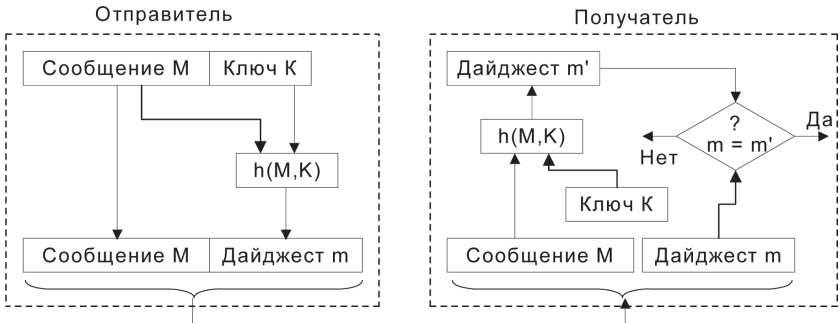 Отправитель
Сообщение М
Ключ К
h(M,K)
Сообщение М
Дайджест m
Получатель
Дайджест m'
h(M,K)
Ключ К
?
m = m'
Да
Нет
Сообщение М
Дайджест m